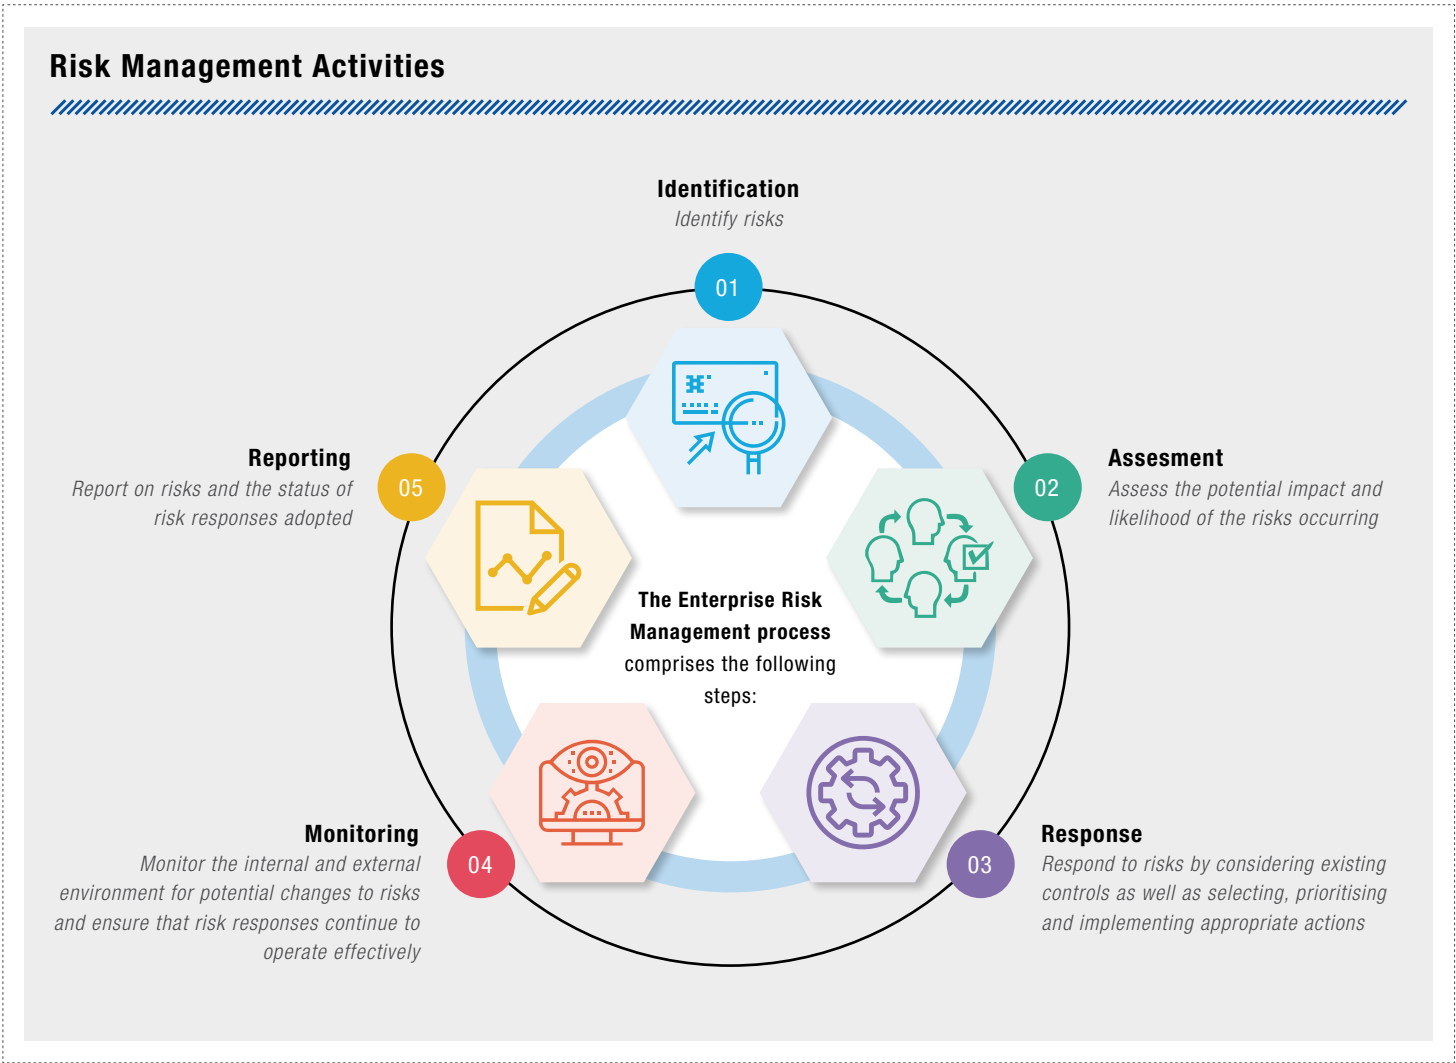 Risk Management Activities
Identification
Identify risks
01
Assesment
Assess the potential impact and
likelihood of the risks occurring
02
Response
Respond to risks by considering existing
controls as well as selecting, prioritising
and implementing appropriate actions
03
Monitoring
Monitor the internal and external
environment for potential changes to risks
and ensure that risk responses continue to
operate effectively
04
Reporting
Report on risks and the status of
risk responses adopted
05
The Enterprise Risk
Management process
comprises the following
steps: